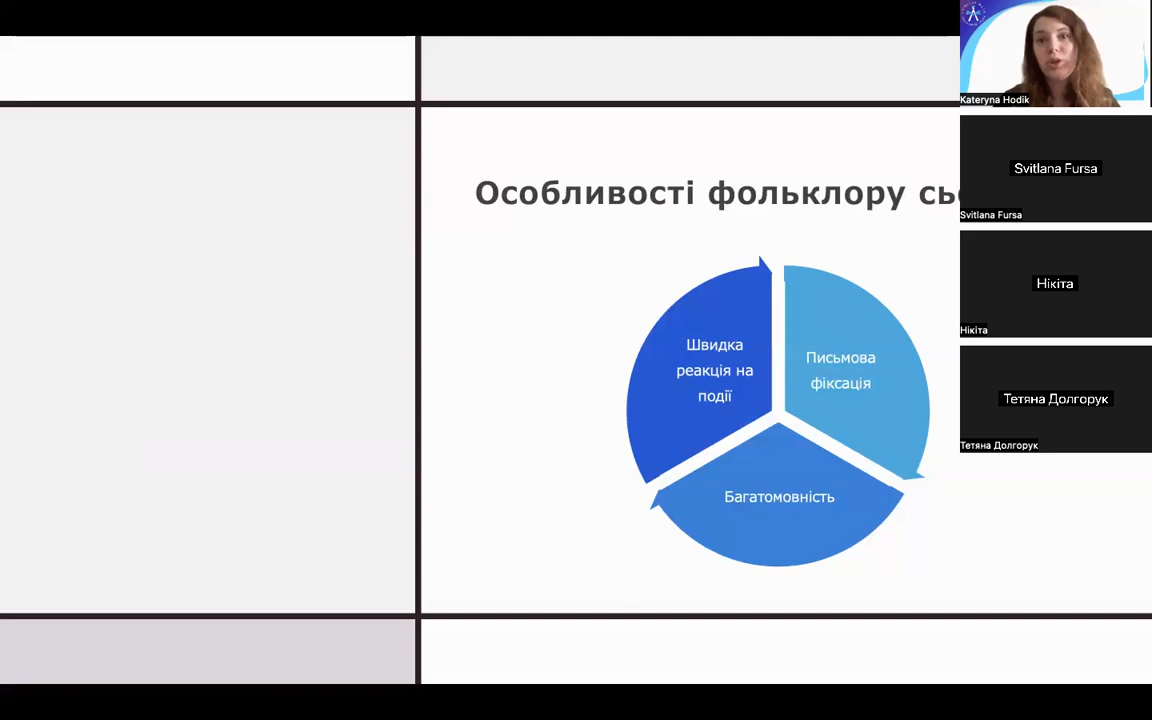 Особливості фольклору
Швидка
реакція на
події
Письмова
фіксація
Багатомовність
Kateryna Hodik
Svitlana Fursa
Svitlana Fursa
Нікіта
Нікіта
Тетяна Долгорук
Тетяна Долгорук